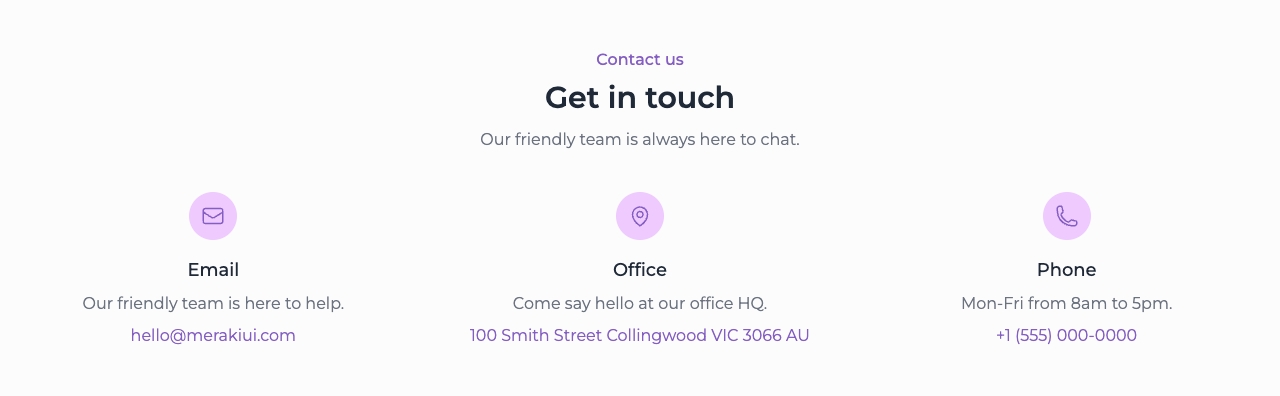 Contact us
Get in touch
Our friendly team is always here to chat.
Email
Our friendly team is here to help.
hello@merakiui.com
Office
Come say hello at our office HQ.
100 Smith Street Collingwood VIC 3066 AU
Phone
Mon-Fri from 8am to 5pm.
+1 (555) 000-0000